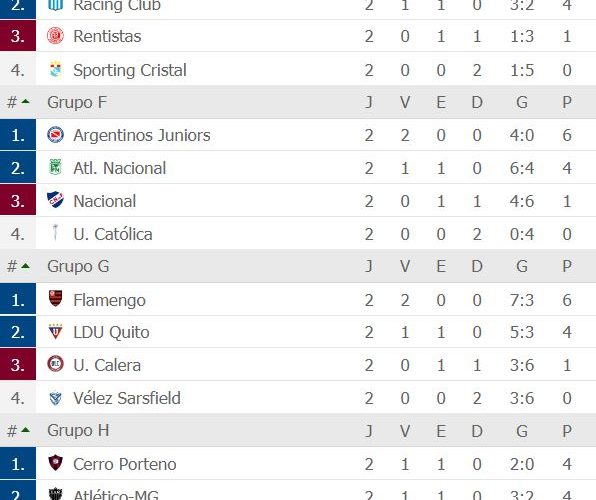 2. Racing Club 2 1 1 0 3:2 4
3. Rentistas 2 0 1 1 1:3 1
4. Sporting Cristal 2 0 0 2 1:5 0
# Grupo F J V E D G P
1. Argentinos Juniors 2 2 0 0 4:0 6
2. Atl. Nacional 2 1 1 0 6:4 4
3. Nacional 2 0 1 1 4:6 1
4. U. Católica 2 0 0 2 0:4 0
# Grupo G J V E D G P
1. Flamengo 2 2 0 0 7:3 6
2. LDU Quito 2 1 1 0 5:3 4
3. U. Calera 2 0 1 1 3:6 1
4. Vélez Sarsfield 2 0 0 2 3:6 0
# Grupo H J V E D G P
1. Cerro Porteno 2 1 1 0 2:0 4
2. Atlético-MG 2 1 1 0 3:2 4